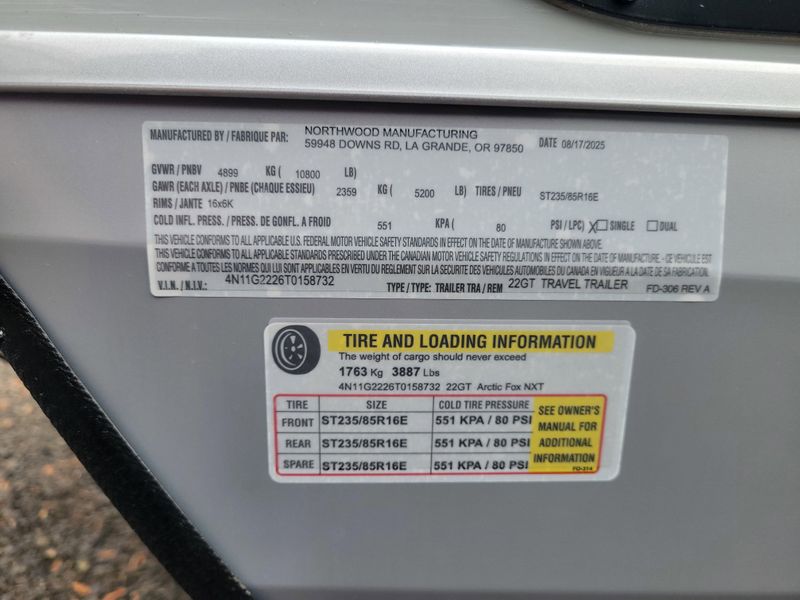 MANUFACTURED BY / FABRIQUE PAR: NORTHWOOD MANUFACTURING
59948 DOWNS RD, LA GRANDE, OR 97850 DATE 08/17/2025
GVWR / PNBV 4899 KG ( 10800 LB)
GAWR (EACH AXLE) / PNBE (CHAQUE ESSIEU) 2359 KG ( 5200 LB) TIRES / PNEU ST235/85R16E
RIMS / JANTE 16x6K
COLD INFL. PRESS. / PRESS. DE GONFL. A FROID 551 KPA ( 80 PSI / LPC) X SINGLE DUAL
THIS VEHICLE CONFORMS TO ALL APPLICABLE U.S. FEDERAL MOTOR VEHICLE SAFETY STANDARDS IN EFFECT ON THE DATE OF MANUFACTURE SHOWN ABOVE.
THIS VEHICLE CONFORMS TO ALL APPLICABLE STANDARDS PRESCRIBED UNDER THE CANADIAN MOTOR VEHICLE SAFETY REGULATIONS IN EFFECT ON THE DATE OF MANUFACTURE - CE VEHICULE EST
CONFORME A TOUTES LES NORMES QUI LUI SONT APPLICABLES EN VERTU DU REGLEMENT SUR LA SECURITE DES VEHICULES AUTOMOBILES DU CANADA EN VIGUEUR A LA DATE DE SA FABRICATION.
V.I.N. / N.I.V.: 4N11G2226T0158732 TYPE / TYPE: TRAILER TRA / REM 22GT TRAVEL TRAILER FD-306 REV A
TIRE AND LOADING INFORMATION
The weight of cargo should never exceed
1763 Kg 3887 Lbs
4N11G2226T0158732 22GT Arctic Fox NXT
TIRE SIZE COLD TIRE PRESSURE
FRONT ST235/85R16E 551 KPA / 80 PSI
REAR ST235/85R16E 551 KPA / 80 PSI
SPARE ST235/85R16E 551 KPA / 80 PSI
SEE OWNER'S
MANUAL FOR
ADDITIONAL
INFORMATION
FD-314